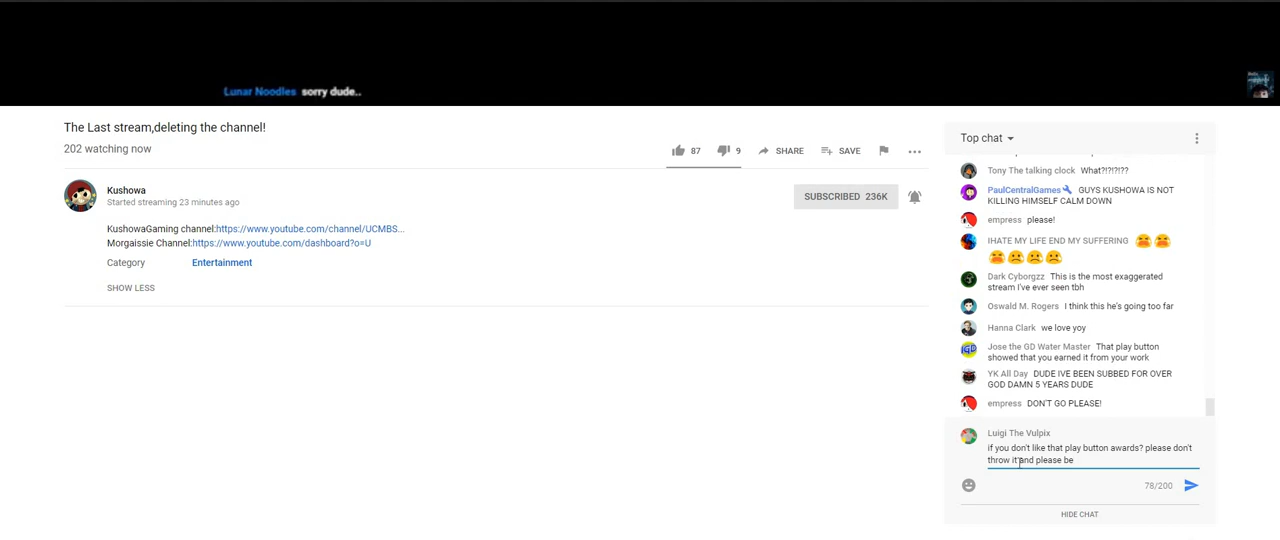 Lunar Noodles sorry dude..
The Last stream,deleting the channel!
202 watching now
87 9 SHARE SAVE
Kushowa
Started streaming 23 minutes ago
SUBSCRIBED 236K
KushowaGaming channel:https://www.youtube.com/channel/UCMBS...
Morgaissie Channel:https://www.youtube.com/dashboard?o=U
Category Entertainment
SHOW LESS
Top chat
Tony The talking clock What?!?!?!??
PaulCentralGames GUYS KUSHOWA IS NOT
KILLING HIMSELF CALM DOWN
empress please!
IHATE MY LIFE END MY SUFFERING
Dark Cyborgzz This is the most exaggerated
stream I've ever seen tbh
Oswald M. Rogers I think this he's going too far
Hanna Clark we love yoy
Jose the GD Water Master That play button
showed that you earned it from your work
YK All Day DUDE IVE BEEN SUBBED FOR OVER
GOD DAMN 5 YEARS DUDE
empress DON'T GO PLEASE!
Luigi The Vulpix
if you don't like that play button awards? please don't
throw it and please be
78/200
HIDE CHAT